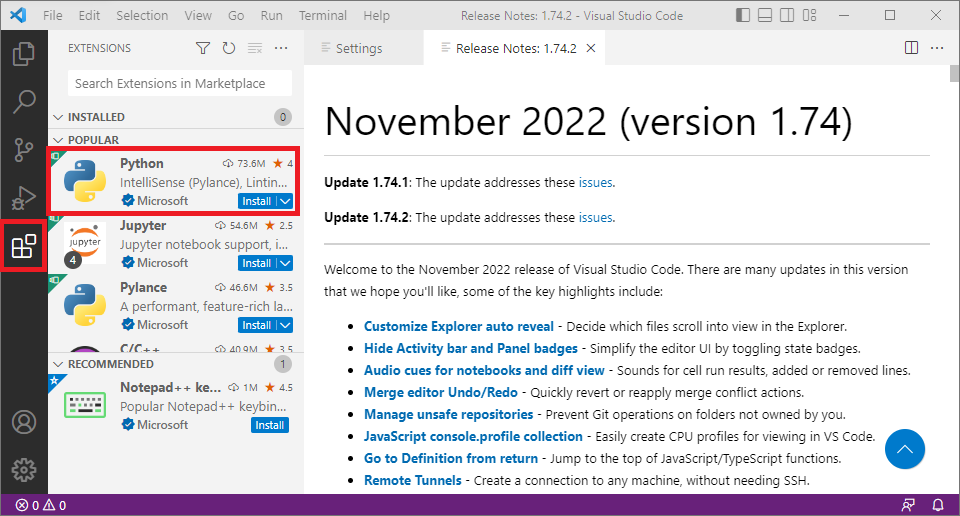 File Edit Selection View Go Run Terminal Help Release Notes: 1.74.2 - Visual Studio Code
EXTENSIONS
Search Extensions in Marketplace
INSTALLED 0
POPULAR
Python 73.6M 4
IntelliSense (Pylance), Lintin...
Microsoft Install
Jupyter 54.6M 2.5
jupyter
Jupyter notebook support, i...
4
Microsoft Install
Pylance 46.6M 3.5
A performant, feature-rich la...
Microsoft Install
C/C++ 40.9M 3.5
RECOMMENDED 1
Notepad++ ke... 1M 4.5
Popular Notepad++ keybin...
Microsoft Install
Settings Release Notes: 1.74.2
November 2022 (version 1.74)
Update 1.74.1: The update addresses these issues.
Update 1.74.2: The update addresses these issues.
Welcome to the November 2022 release of Visual Studio Code. There are many updates in this version
that we hope you'll like, some of the key highlights include:
• Customize Explorer auto reveal - Decide which files scroll into view in the Explorer.
• Hide Activity bar and Panel badges - Simplify the editor UI by toggling state badges.
• Audio cues for notebooks and diff view - Sounds for cell run results, added or removed lines.
• Merge editor Undo/Redo - Quickly revert or reapply merge conflict actions.
• Manage unsafe repositories - Prevent Git operations on folders not owned by you.
• JavaScript console.profile collection - Easily create CPU profiles for viewing in VS Code.
• Go to Definition from return - Jump to the top of JavaScript/TypeScript functions.
• Remote Tunnels - Create a connection to any machine, without needing SSH.
0 0